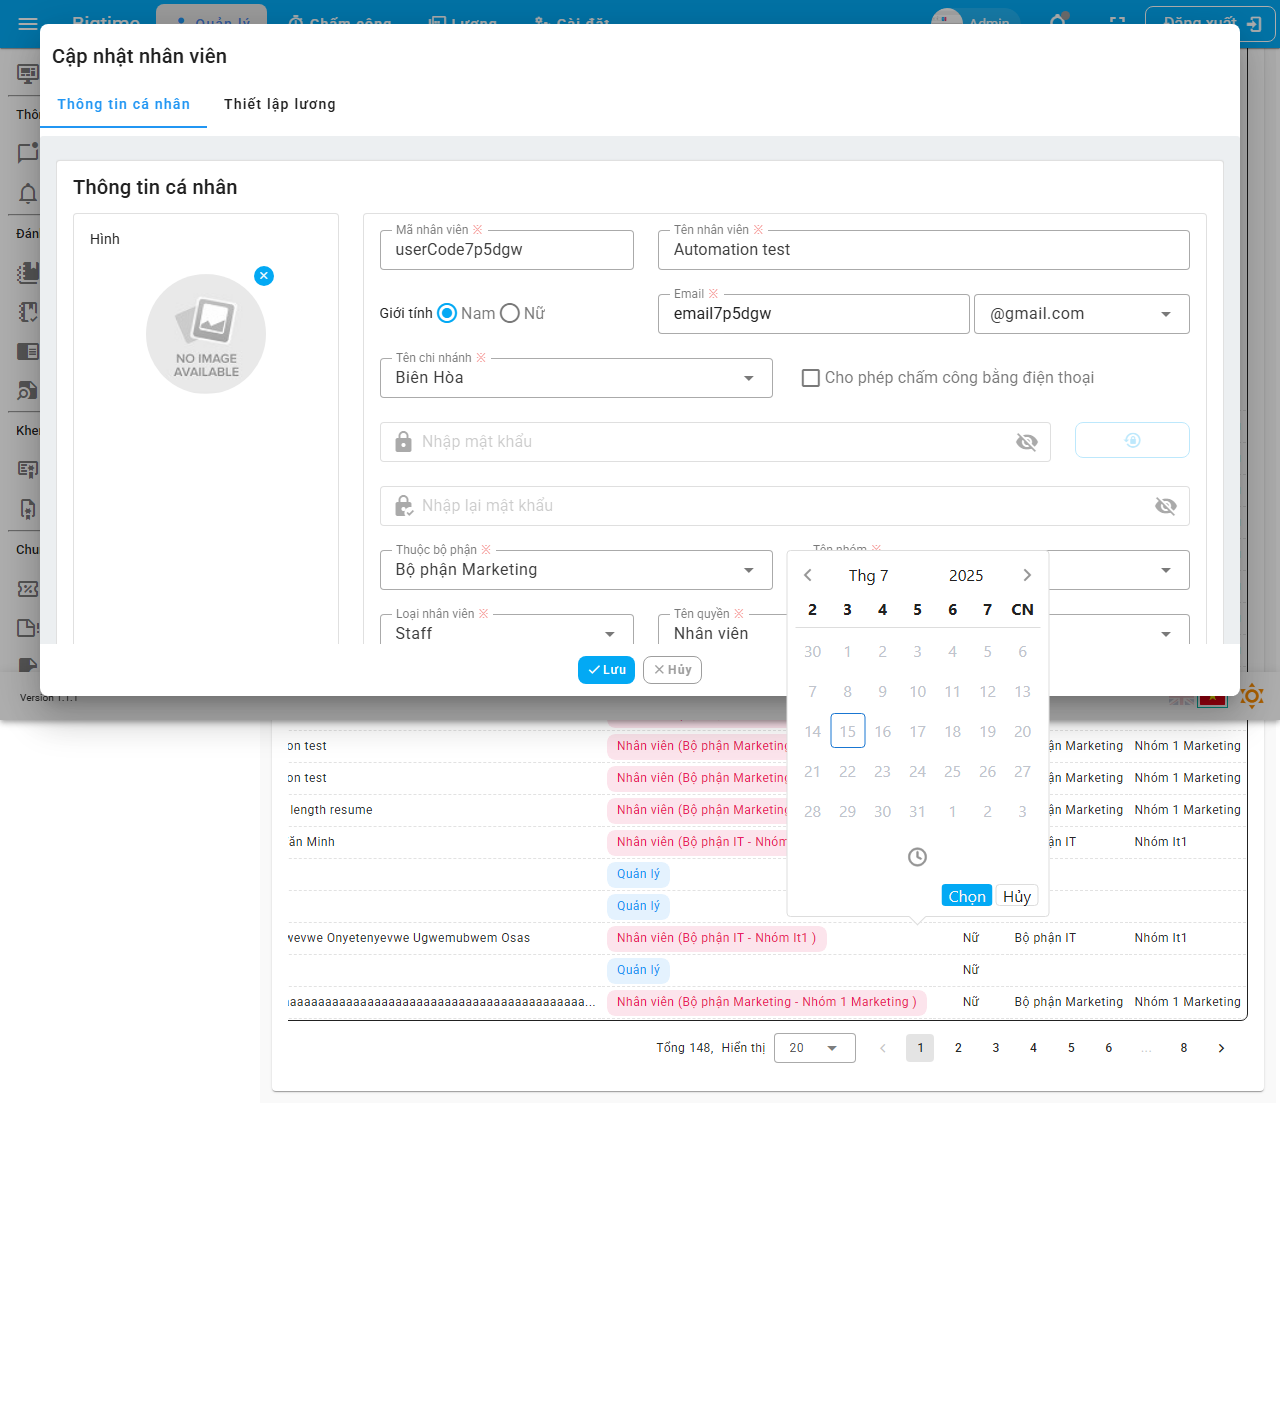 Bigtime Quản lý Chấm công Lương Cài đặt Admin Đăng xuất
Cập nhật nhân viên
Thông tin cá nhân Thiết lập lương
Thông tin cá nhân
Hình
NO IMAGE
AVAILABLE
Mã nhân viên ※ Tên nhân viên ※
userCode7p5dgw Automation test
Giới tính Nam Nữ
Email ※
email7p5dgw @gmail.com
Tên chi nhánh ※
Biên Hòa Cho phép chấm công bằng điện thoại
Nhập mật khẩu
Nhập lại mật khẩu
Thuộc bộ phận ※ Tên nhóm ※
Bộ phận Marketing
Loại nhân viên ※ Tên quyền ※
Staff Nhân viên
Lưu Hủy
Thg 7 2025
2 3 4 5 6 7 CN
30 1 2 3 4 5 6
7 8 9 10 11 12 13
14 15 16 17 18 19 20
21 22 23 24 25 26 27
28 29 30 31 1 2 3
Chọn Hủy
Version 1.1.1
on test Nhân viên (Bộ phận Marketing Marketing Nhóm 1 Marketing
on test Nhân viên (Bộ phận Marketing Marketing Nhóm 1 Marketing
length resume Nhân viên (Bộ phận Marketing Marketing Nhóm 1 Marketing
ăn Minh Nhân viên (Bộ phận IT - Nhóm IT Nhóm It1
Quản lý
Quản lý
wevwe Onyetenyevwe Ugwemubwem Osas Nhân viên (Bộ phận IT - Nhóm It1 ) Nữ Bộ phận IT Nhóm It1
Quản lý Nữ
Nhân viên (Bộ phận Marketing - Nhóm 1 Marketing ) Nữ Bộ phận Marketing Nhóm 1 Marketing
Tổng 148, Hiển thị 20 1 2 3 4 5 6 ... 8